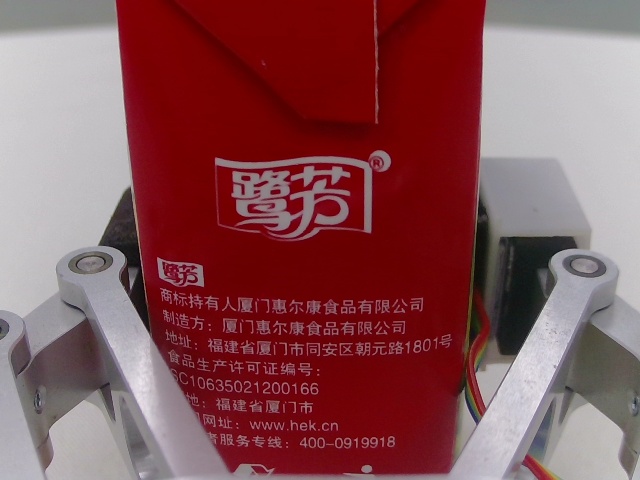 鹭芳®
鹭芳
商标持有人厦门惠尔康食品有限公司
制造方：厦门惠尔康食品有限公司
地址：福建省厦门市同安区朝元路1801号
食品生产许可证编号：
SC10635021200166
地：福建省厦门市
网址：www.hek.cn
者服务专线：400-0919918